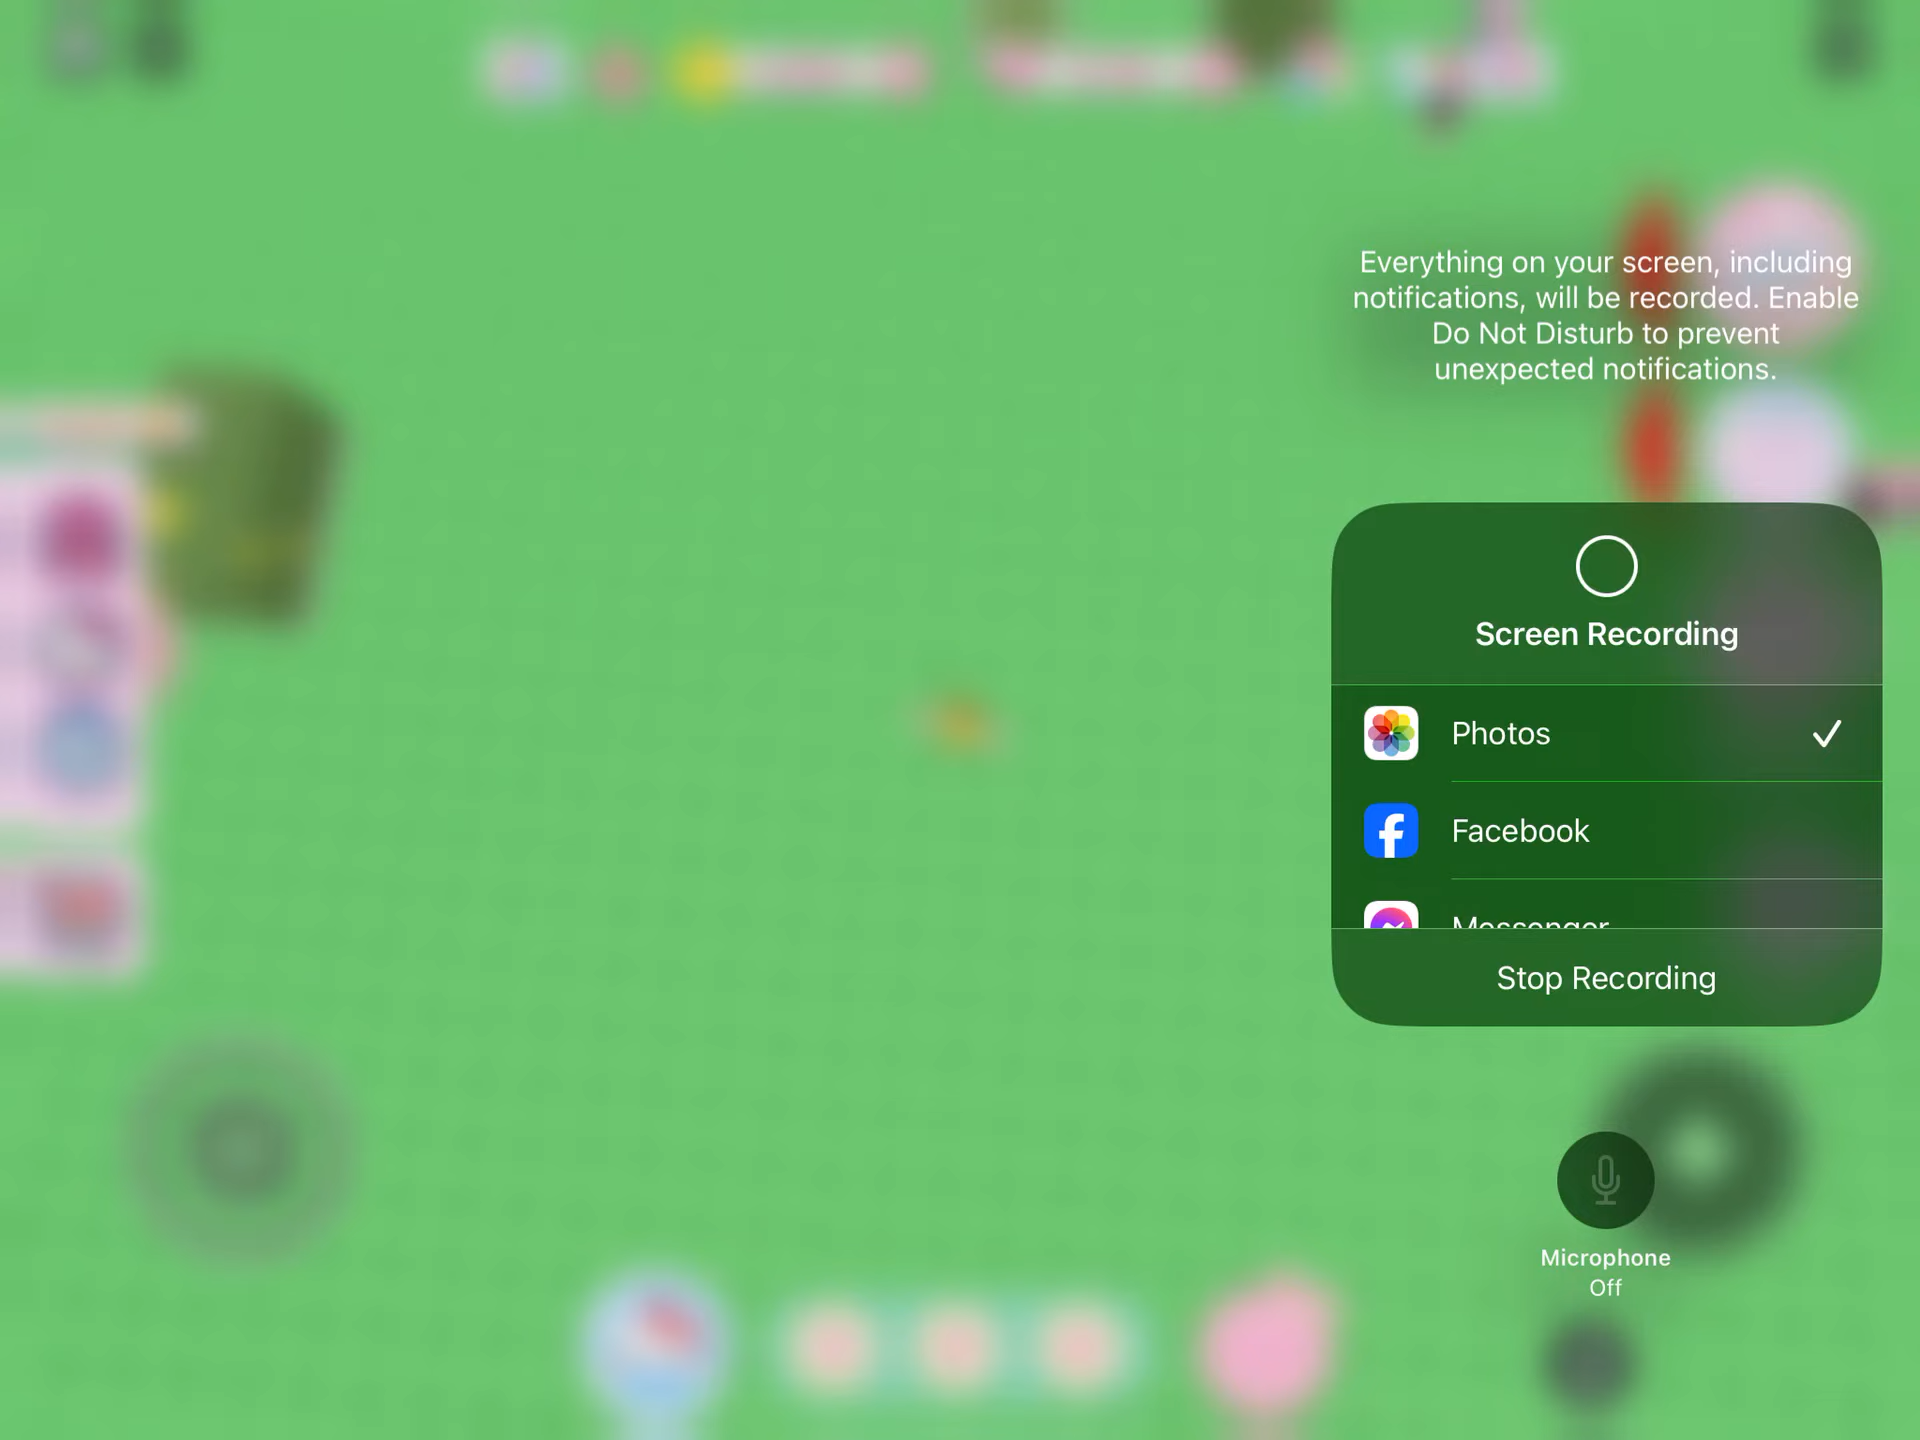 Everything on your screen, including
notifications, will be recorded. Enable
Do Not Disturb to prevent
unexpected notifications.
Screen Recording
Photos
Facebook
Messenger
Stop Recording
Microphone
Off